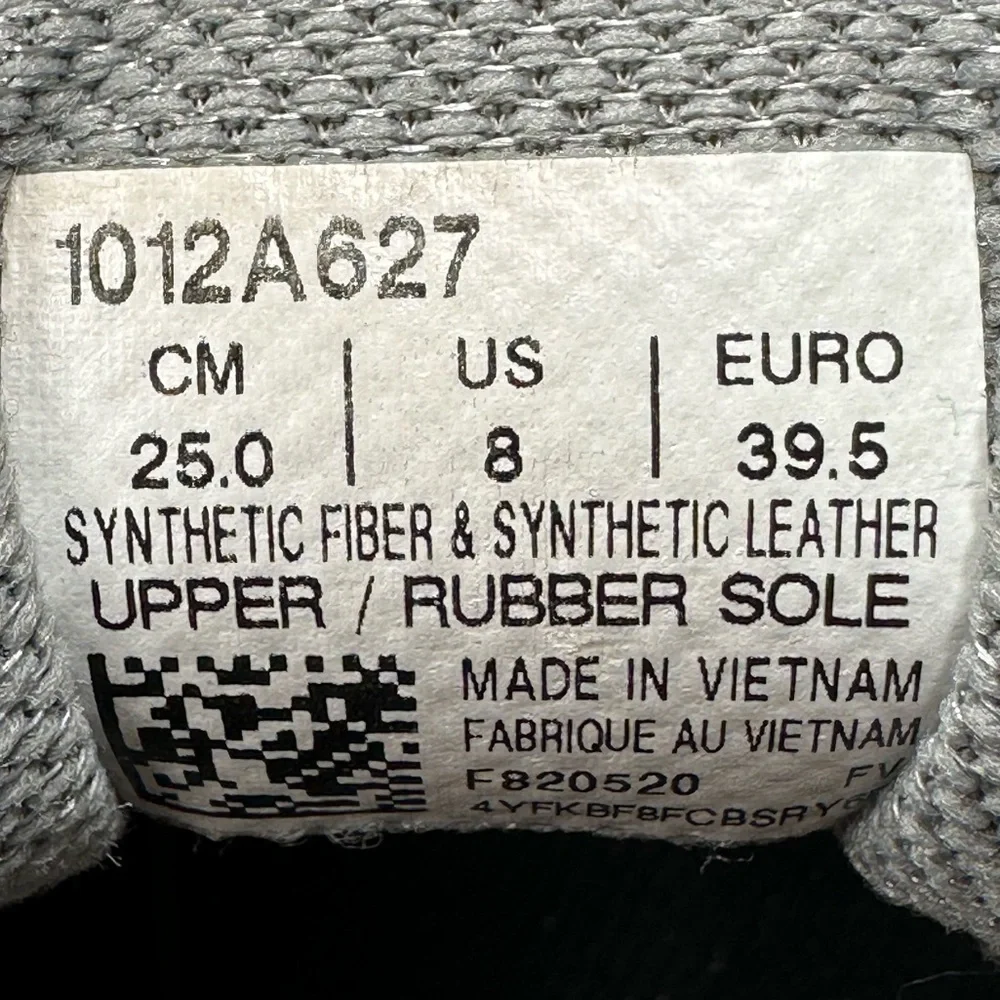 1012A627
CM | US | EURO
25.0 | 8 | 39.5
SYNTHETIC FIBER & SYNTHETIC LEATHER
UPPER / RUBBER SOLE
MADE IN VIETNAM
FABRIQUE AU VIETNAM
F820520 FV